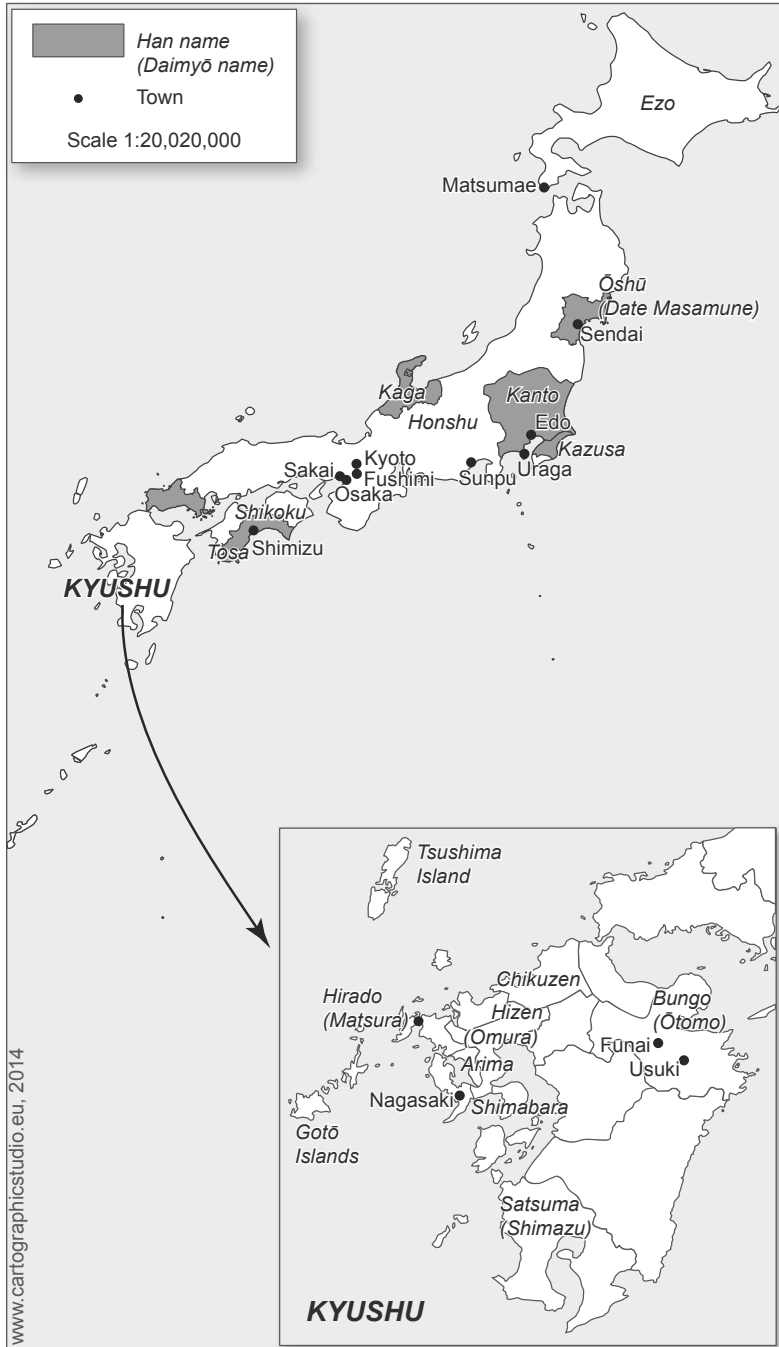 Han name
(Daimyō name)
Town
Scale 1:20,020,000
Ezo
Matsumae
Ōshū
(Date Masamune)
Sendai
Kaga
Kanto
Honshu
Edo
Kazusa
Kyoto
Sakai
Fushimi
Sunpu
Uraga
Osaka
Shikoku
Tosa
Shimizu
KYUSHU
Tsushima
Island
Chikuzen
Hirado
(Matsura)
Hizen
(Omura)
Bungo
(Ōtomo)
Fūnai
Usuki
Arima
Nagasaki
Shimabara
Gotō
Islands
Satsuma
(Shimazu)
KYUSHU
www.cartographicstudio.eu, 2014